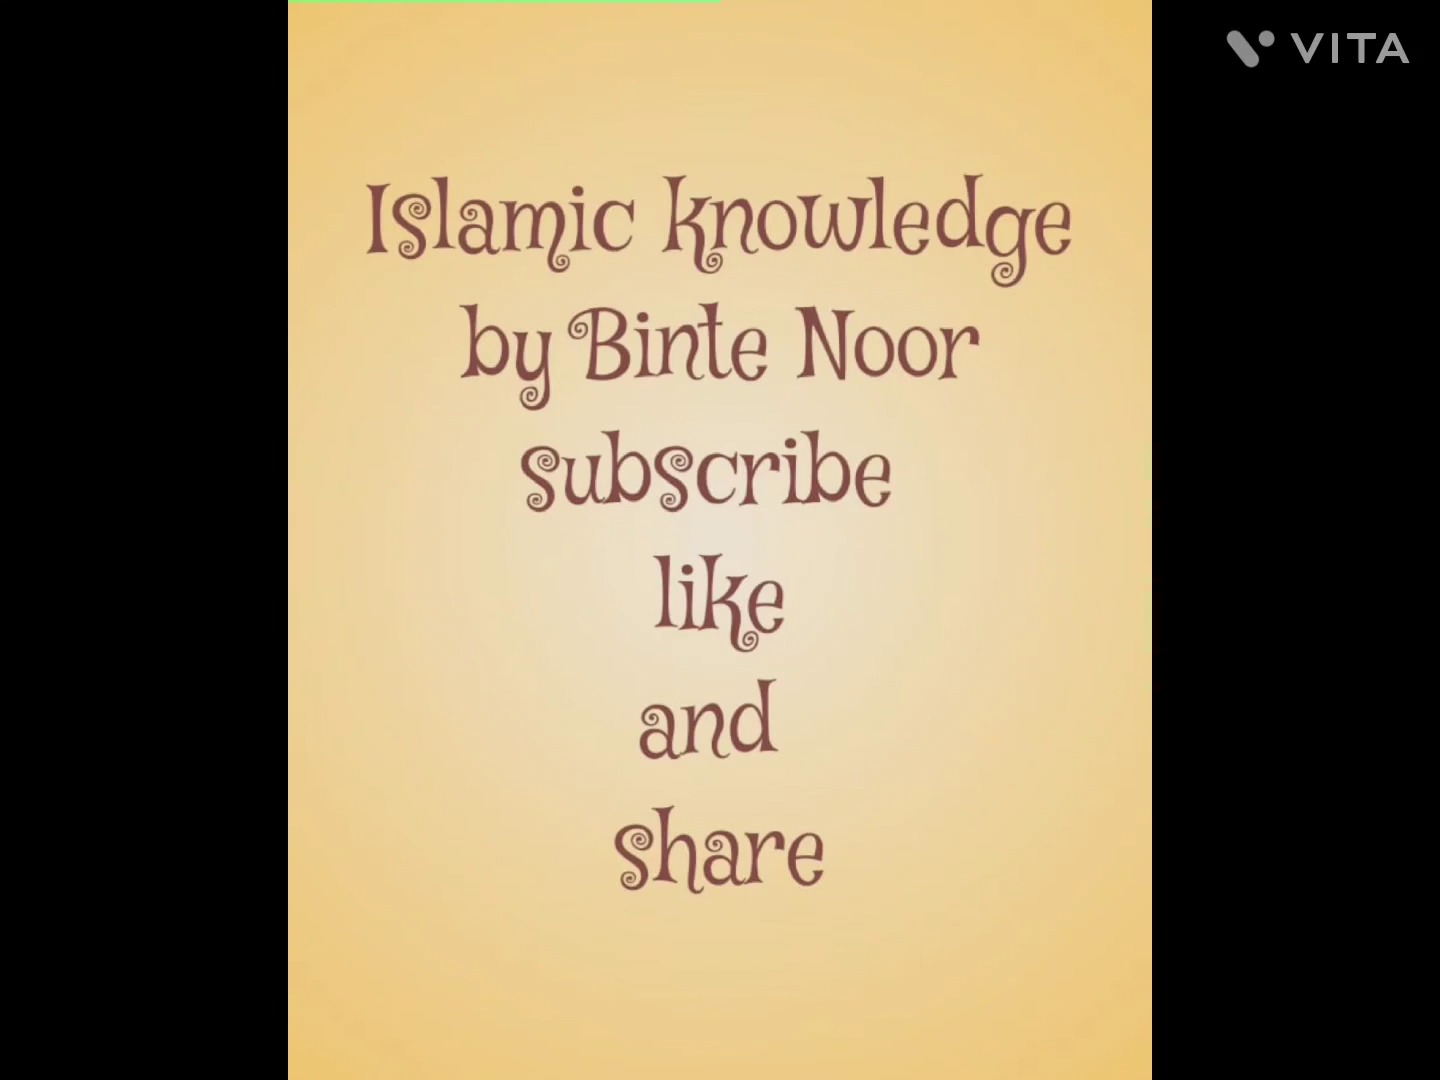 VITA
Islamic knowledge
by Binte Noor
subscribe
like
and
share